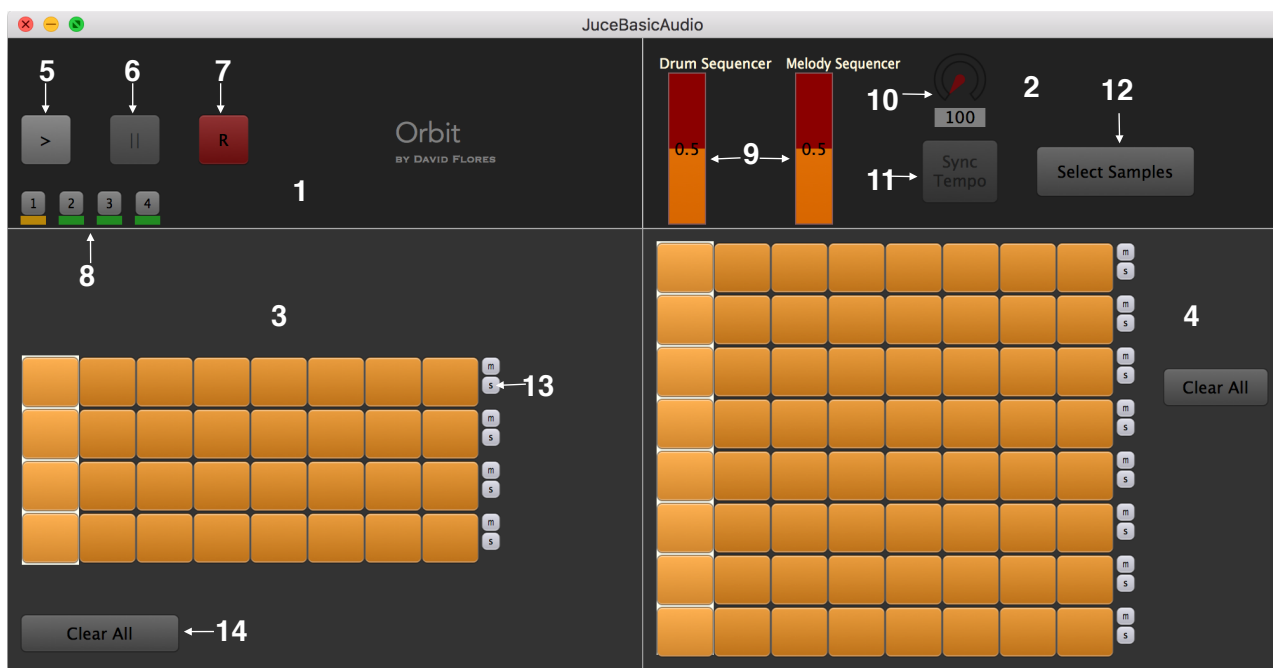 JuceBasicAudio
5 6 7
> || R
Orbit
BY DAVID FLORES
1 2 3 4
1
8
Drum Sequencer Melody Sequencer
0.5 0.5
9
10
100
2
12
11
Sync
Tempo
Select Samples
3
m
s
13
m
s
m
s
m
s
Clear All
14
m
s
m
s
m
s
m
s
m
s
m
s
m
s
m
s
4
Clear All